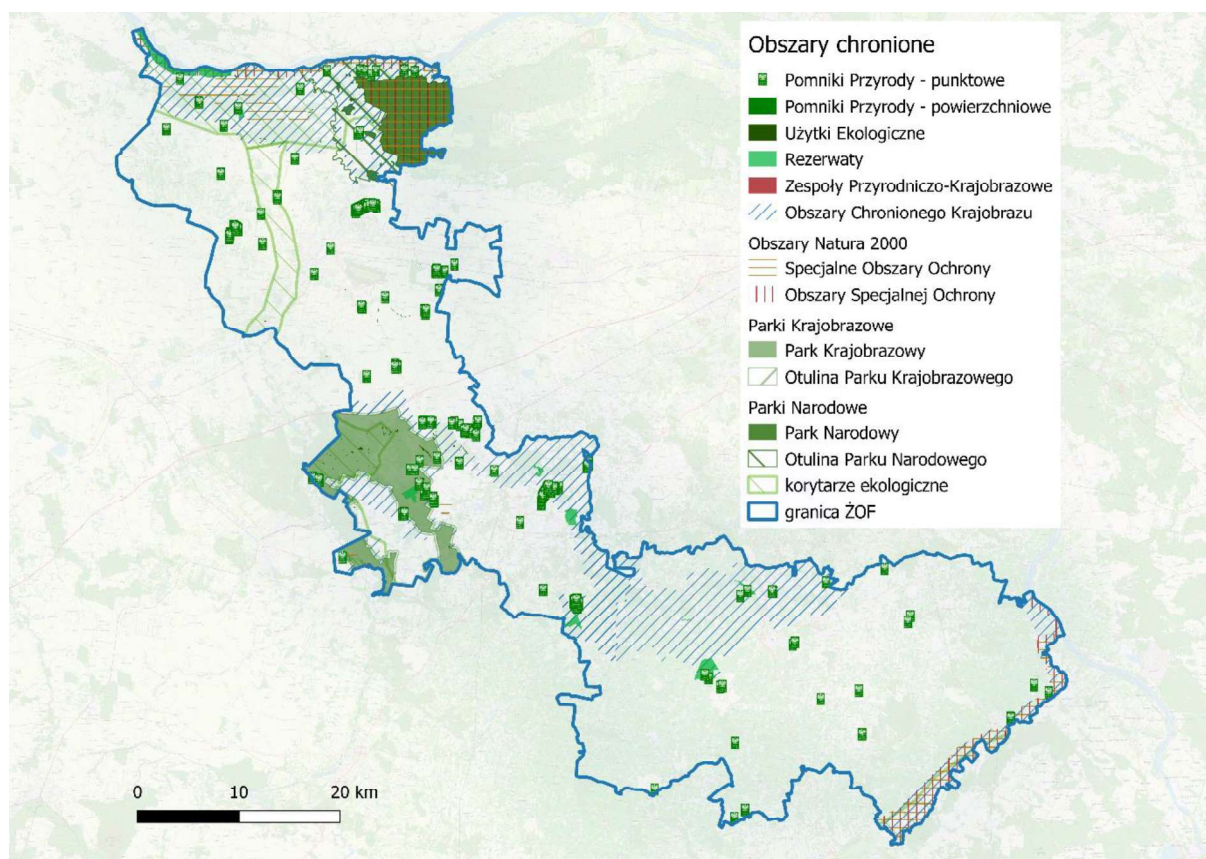 Obszary chronione
Pomniki Przyrody - punktowe
Pomniki Przyrody - powierzchniowe
Użytki Ekologiczne
Rezerwaty
Zespoły Przyrodniczo-Krajobrazowe
Obszary Chronionego Krajobrazu
Obszary Natura 2000
Specjalne Obszary Ochrony
Obszary Specjalnej Ochrony
Parki Krajobrazowe
Park Krajobrazowy
Otulina Parku Krajobrazowego
Parki Narodowe
Park Narodowy
Otulina Parku Narodowego
korytarze ekologiczne
granica ŻOF
0 10 20 km